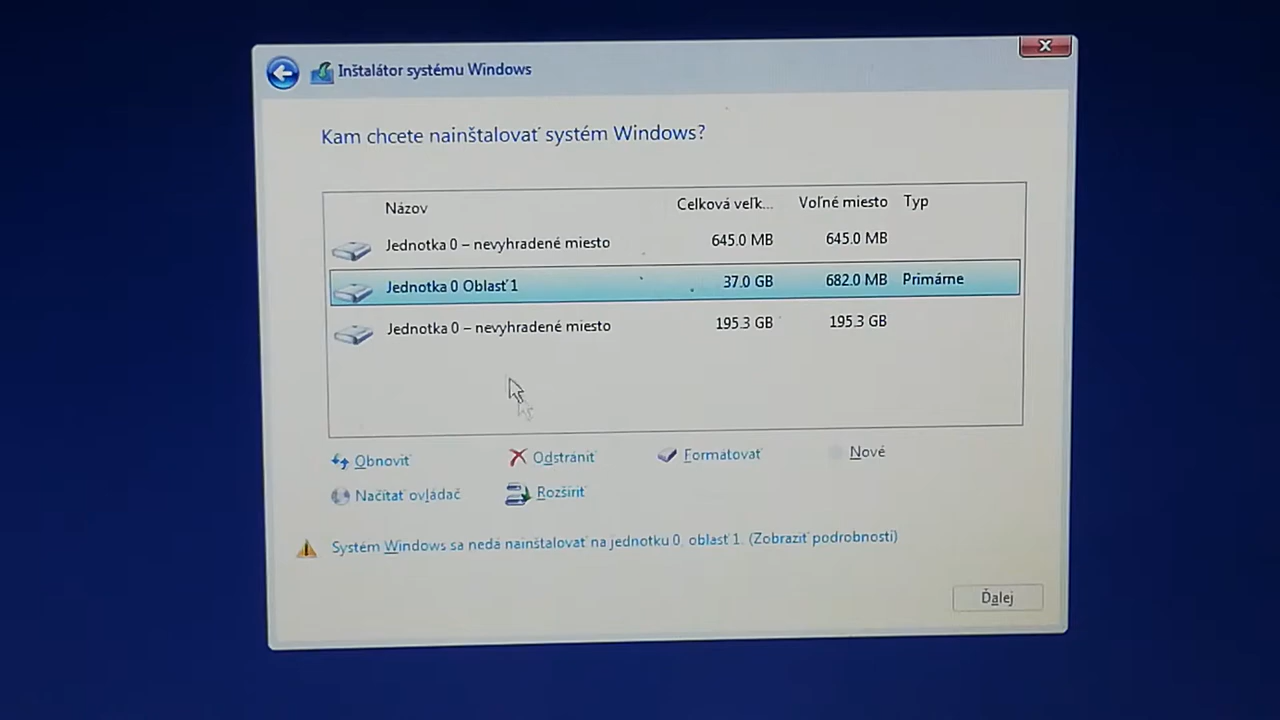 Inštalátor systému Windows
Kam chcete nainštalovať systém Windows?
Názov Celková veľk... Voľné miesto Typ
Jednotka 0 – nevyhradené miesto 645.0 MB 645.0 MB
Jednotka 0 Oblasť 1 37.0 GB 682.0 MB Primárne
Jednotka 0 – nevyhradené miesto 195.3 GB 195.3 GB
Obnoviť Odstrániť Formátovať Nové
Načítať ovládač Rozšíriť
Systém Windows sa nedá nainštalovať na jednotku 0, oblasť 1. (Zobraziť podrobnosti)
Ďalej